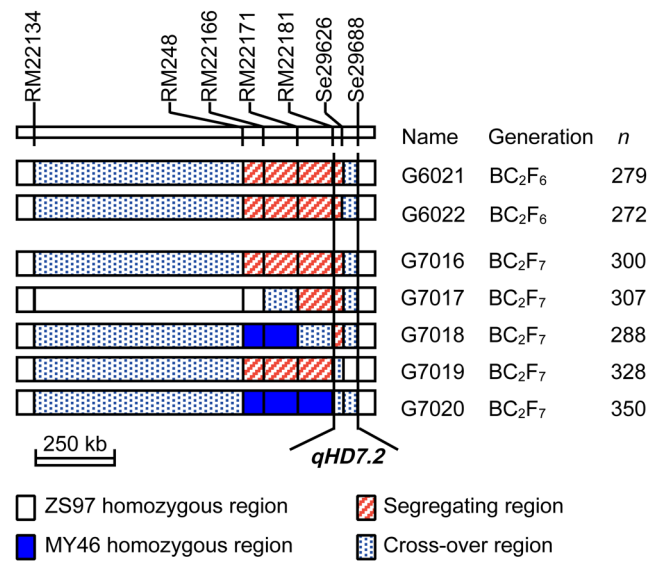 RM22134
RM248
RM22166
RM22171
RM22181
Se29626
Se29688
Name Generation n
G6021 BC₂F₆ 279
G6022 BC₂F₆ 272
G7016 BC₂F₇ 300
G7017 BC₂F₇ 307
G7018 BC₂F₇ 288
G7019 BC₂F₇ 328
G7020 BC₂F₇ 350
250 kb
qHD7.2
ZS97 homozygous region
Segregating region
MY46 homozygous region
Cross-over region